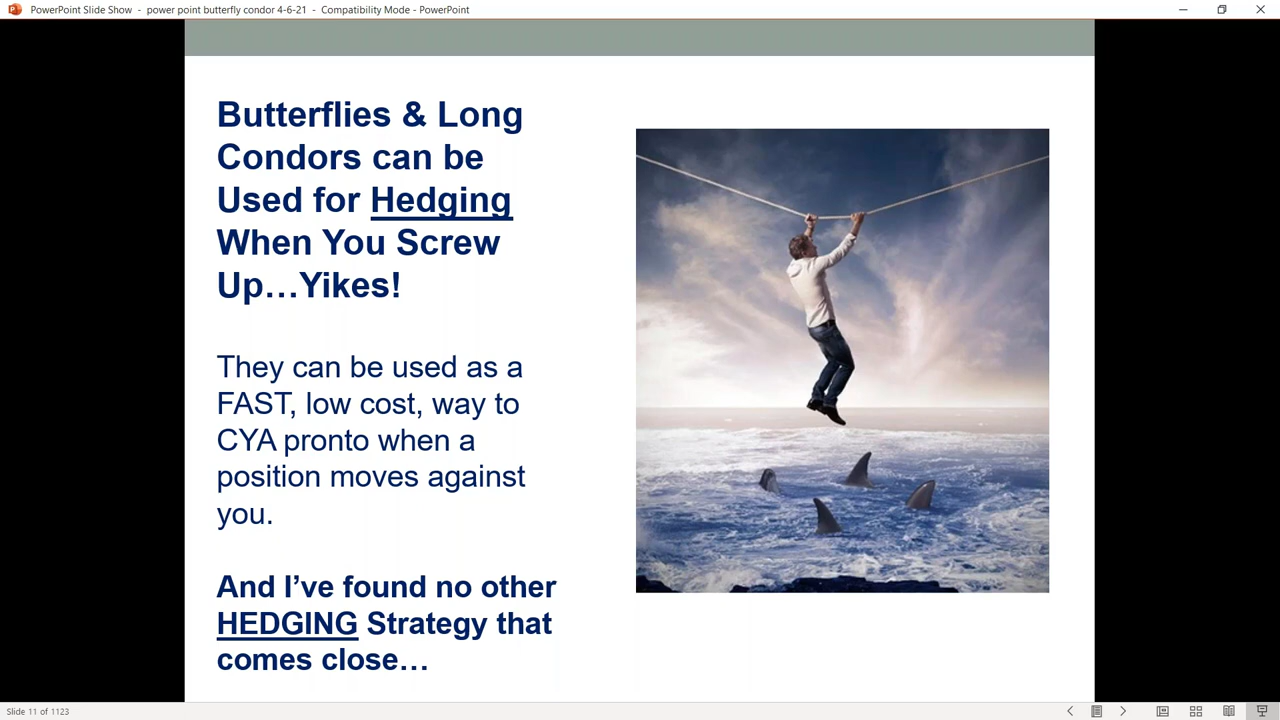 PowerPoint Slide Show - power point butterfly condor 4-6-21 - Compatibility Mode - PowerPoint
Butterflies & Long
Condors can be
Used for Hedging
When You Screw
Up…Yikes!
They can be used as a
FAST, low cost, way to
CYA pronto when a
position moves against
you.
And I’ve found no other
HEDGING Strategy that
comes close…
Slide 11 of 1123